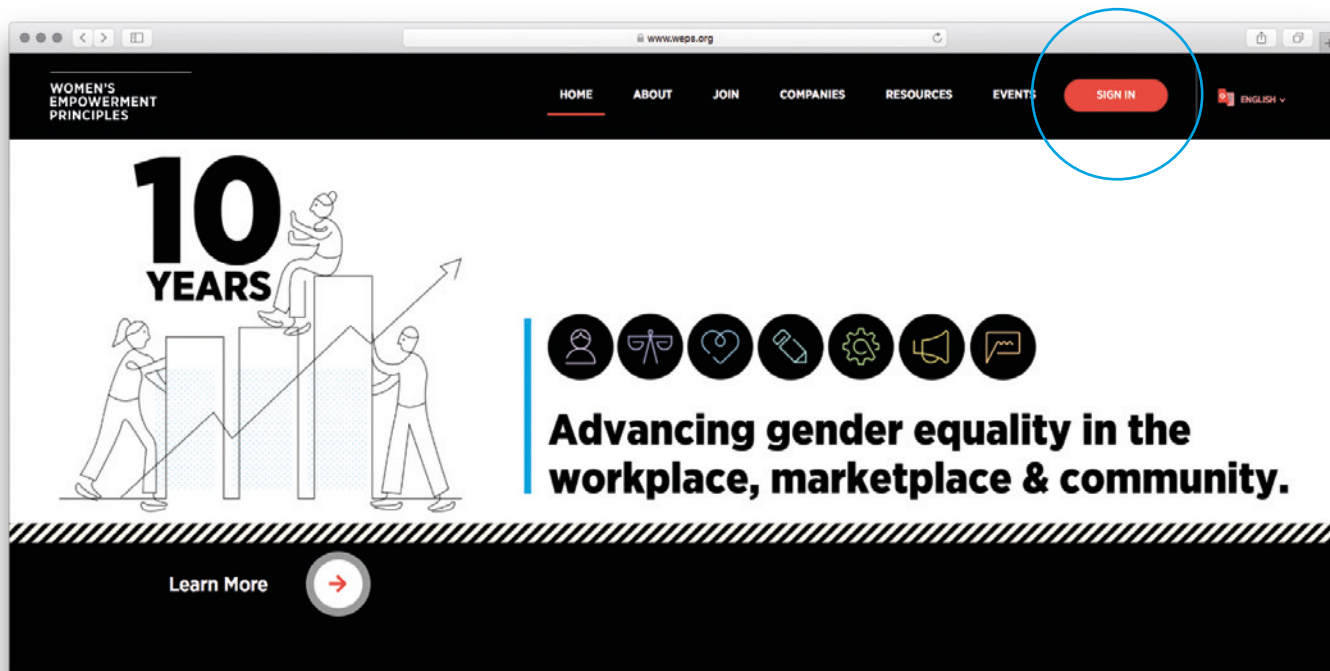 www.weps.org
WOMEN'S
EMPOWERMENT
PRINCIPLES
HOME ABOUT JOIN COMPANIES RESOURCES EVENTS SIGN IN ENGLISH
10
YEARS
Advancing gender equality in the
workplace, marketplace & community.
Learn More